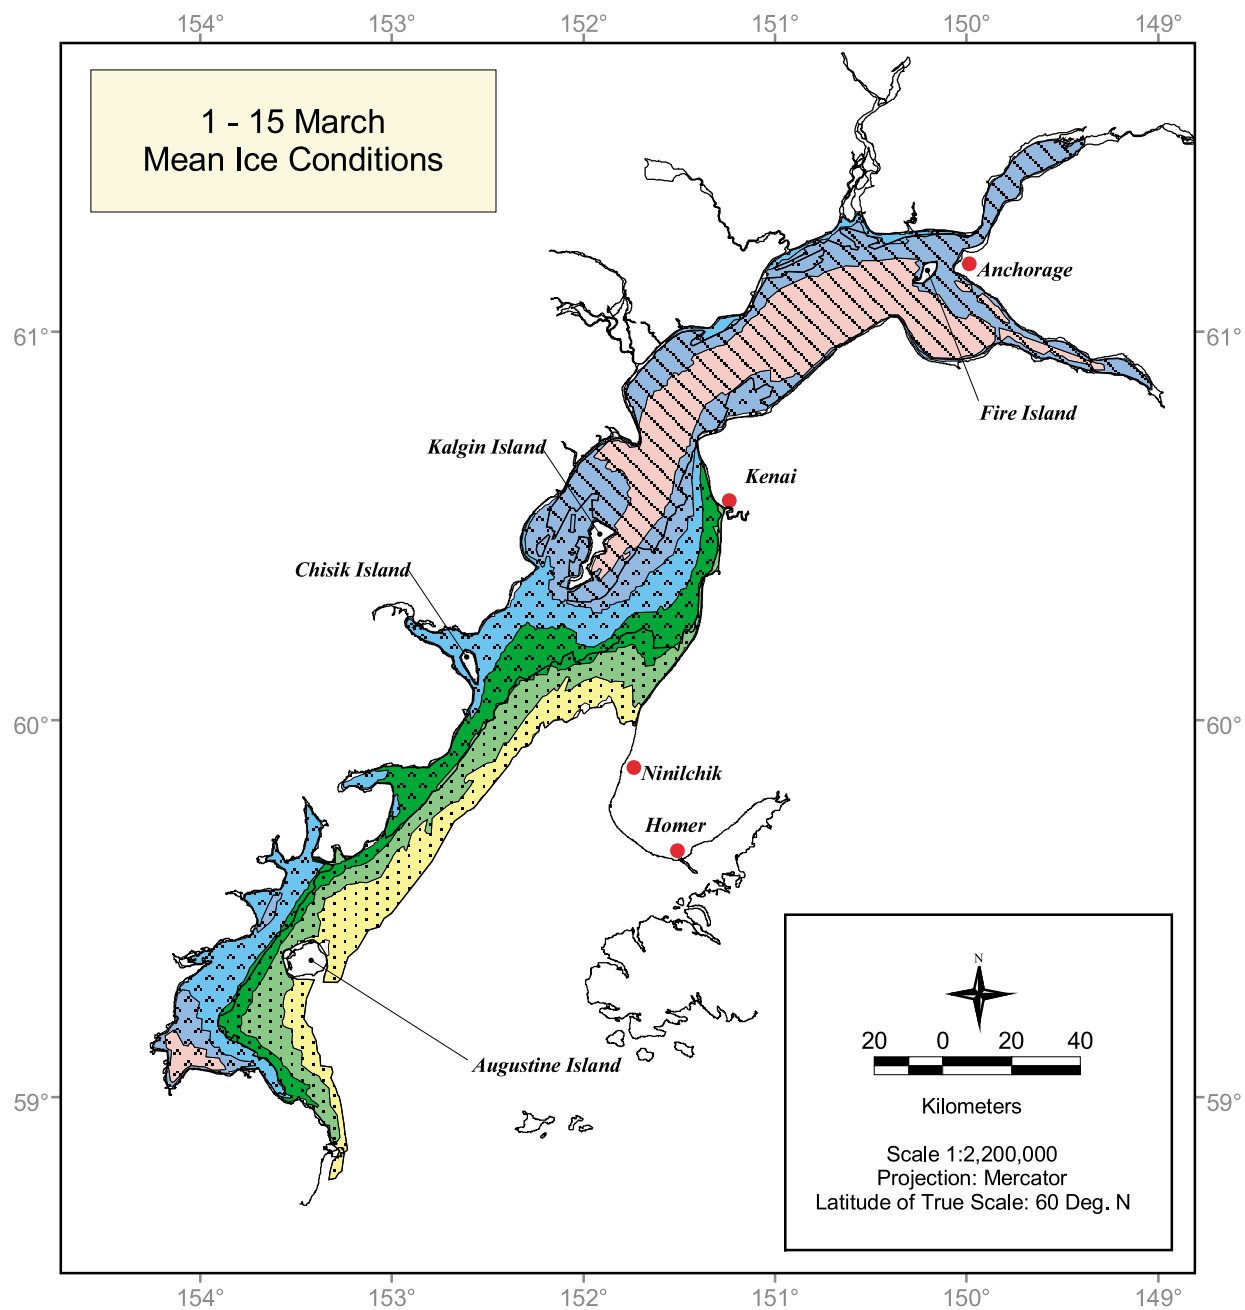 154° 153° 152° 151° 150° 149°
1 - 15 March
Mean Ice Conditions
Anchorage
61° 61°
Fire Island
Kalgin Island
Kenai
Chisik Island
60° 60°
Ninilchik
Homer
N
20 0 20 40
Kilometers
Augustine Island
59° 59°
Scale 1:2,200,000
Projection: Mercator
Latitude of True Scale: 60 Deg. N
154° 153° 152° 151° 150° 149°